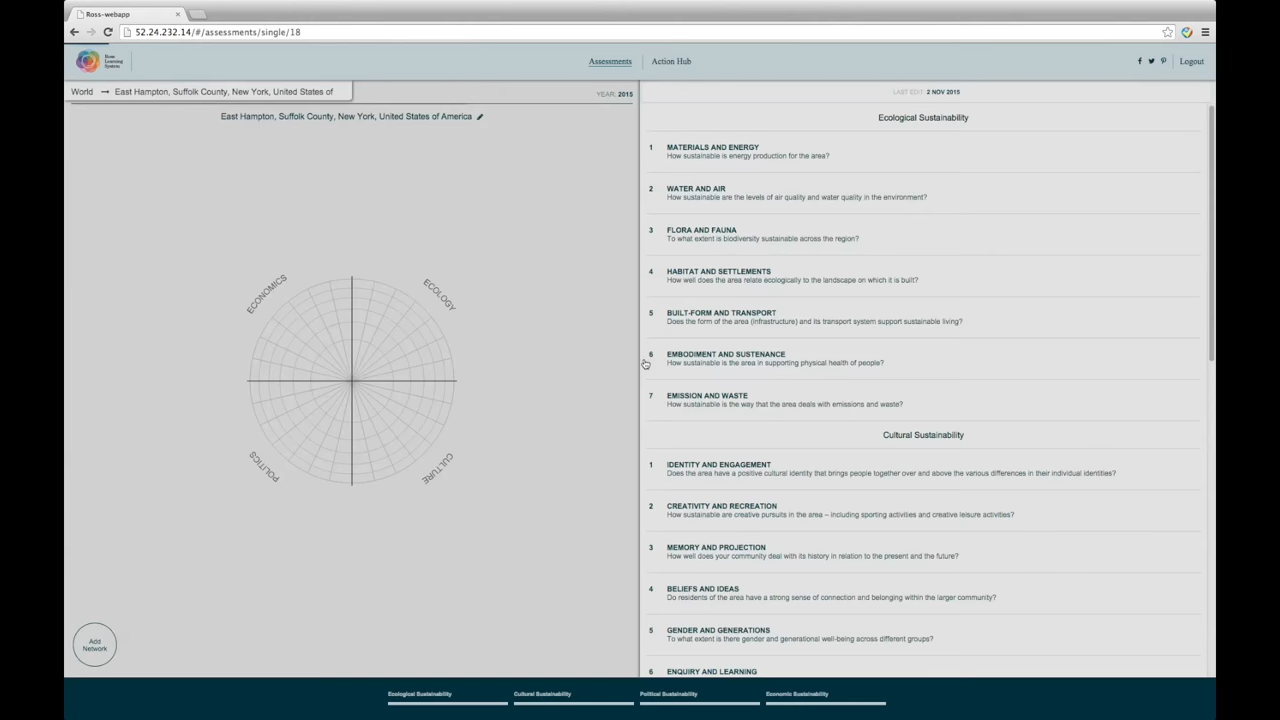 Ross-webapp
52.24.232.14/#/assessments/single/18
Ross
Learning
System
Assessments
Action Hub
Logout
World → East Hampton, Suffolk County, New York, United States of
YEAR: 2015
East Hampton, Suffolk County, New York, United States of America
ECONOMICS
ECOLOGY
POLITICS
CULTURE
Add
Network
LAST EDIT: 2 NOV 2015
Ecological Sustainability
1 MATERIALS AND ENERGY
How sustainable is energy production for the area?
2 WATER AND AIR
How sustainable are the levels of air quality and water quality in the environment?
3 FLORA AND FAUNA
To what extent is biodiversity sustainable across the region?
4 HABITAT AND SETTLEMENTS
How well does the area relate ecologically to the landscape on which it is built?
5 BUILT-FORM AND TRANSPORT
Does the form of the area (infrastructure) and its transport system support sustainable living?
6 EMBODIMENT AND SUSTENANCE
How sustainable is the area in supporting physical health of people?
7 EMISSION AND WASTE
How sustainable is the way that the area deals with emissions and waste?
Cultural Sustainability
1 IDENTITY AND ENGAGEMENT
Does the area have a positive cultural identity that brings people together over and above the various differences in their individual identities?
2 CREATIVITY AND RECREATION
How sustainable are creative pursuits in the area – including sporting activities and creative leisure activities?
3 MEMORY AND PROJECTION
How well does your community deal with its history in relation to the present and the future?
4 BELIEFS AND IDEAS
Do residents of the area have a strong sense of connection and belonging within the larger community?
5 GENDER AND GENERATIONS
To what extent is there gender and generational well-being across different groups?
6 ENQUIRY AND LEARNING
Ecological Sustainability
Cultural Sustainability
Political Sustainability
Economic Sustainability